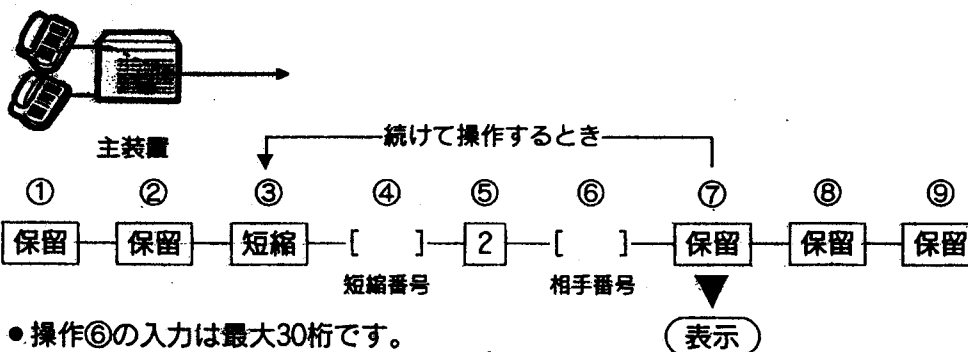 主装置
続けて操作するとき
① ② ③ ④ ⑤ ⑥ ⑦ ⑧ ⑨
保留 保留 短縮 [ ] 2 [ ] 保留 保留 保留
短縮番号 相手番号
●操作⑥の入力は最大30桁です。 表示